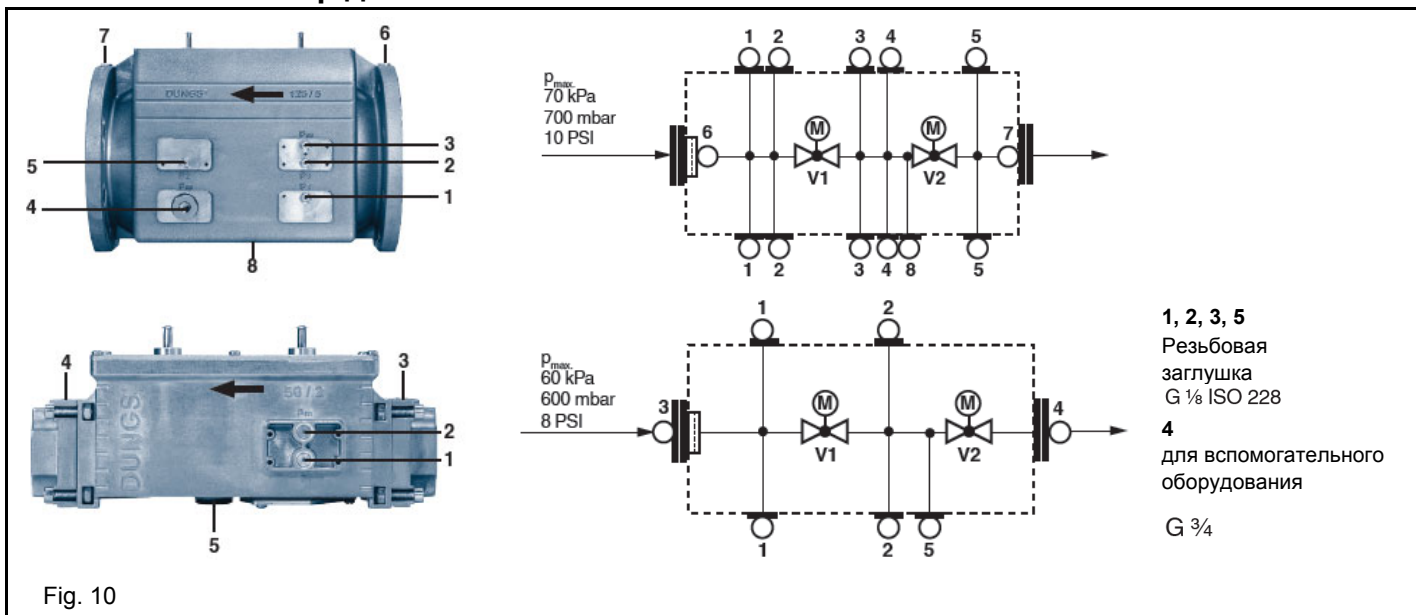 7
6
DUNGS
3
2
5
1
4
8
1 2 3 4 5
pmax.
70 kPa
700 mbar
10 PSI
6
M
M
7
V1
V2
1 2 3 4 8 5
4
3
DUNGS
2
1
5
1 2
pmax.
60 kPa
600 mbar
8 PSI
3
M
M
4
V1
V2
1 2 5
1, 2, 3, 5
Резьбовая
заглушка
G ⅛ ISO 228
4
для вспомогательного
оборудования
G ¾
Fig. 10